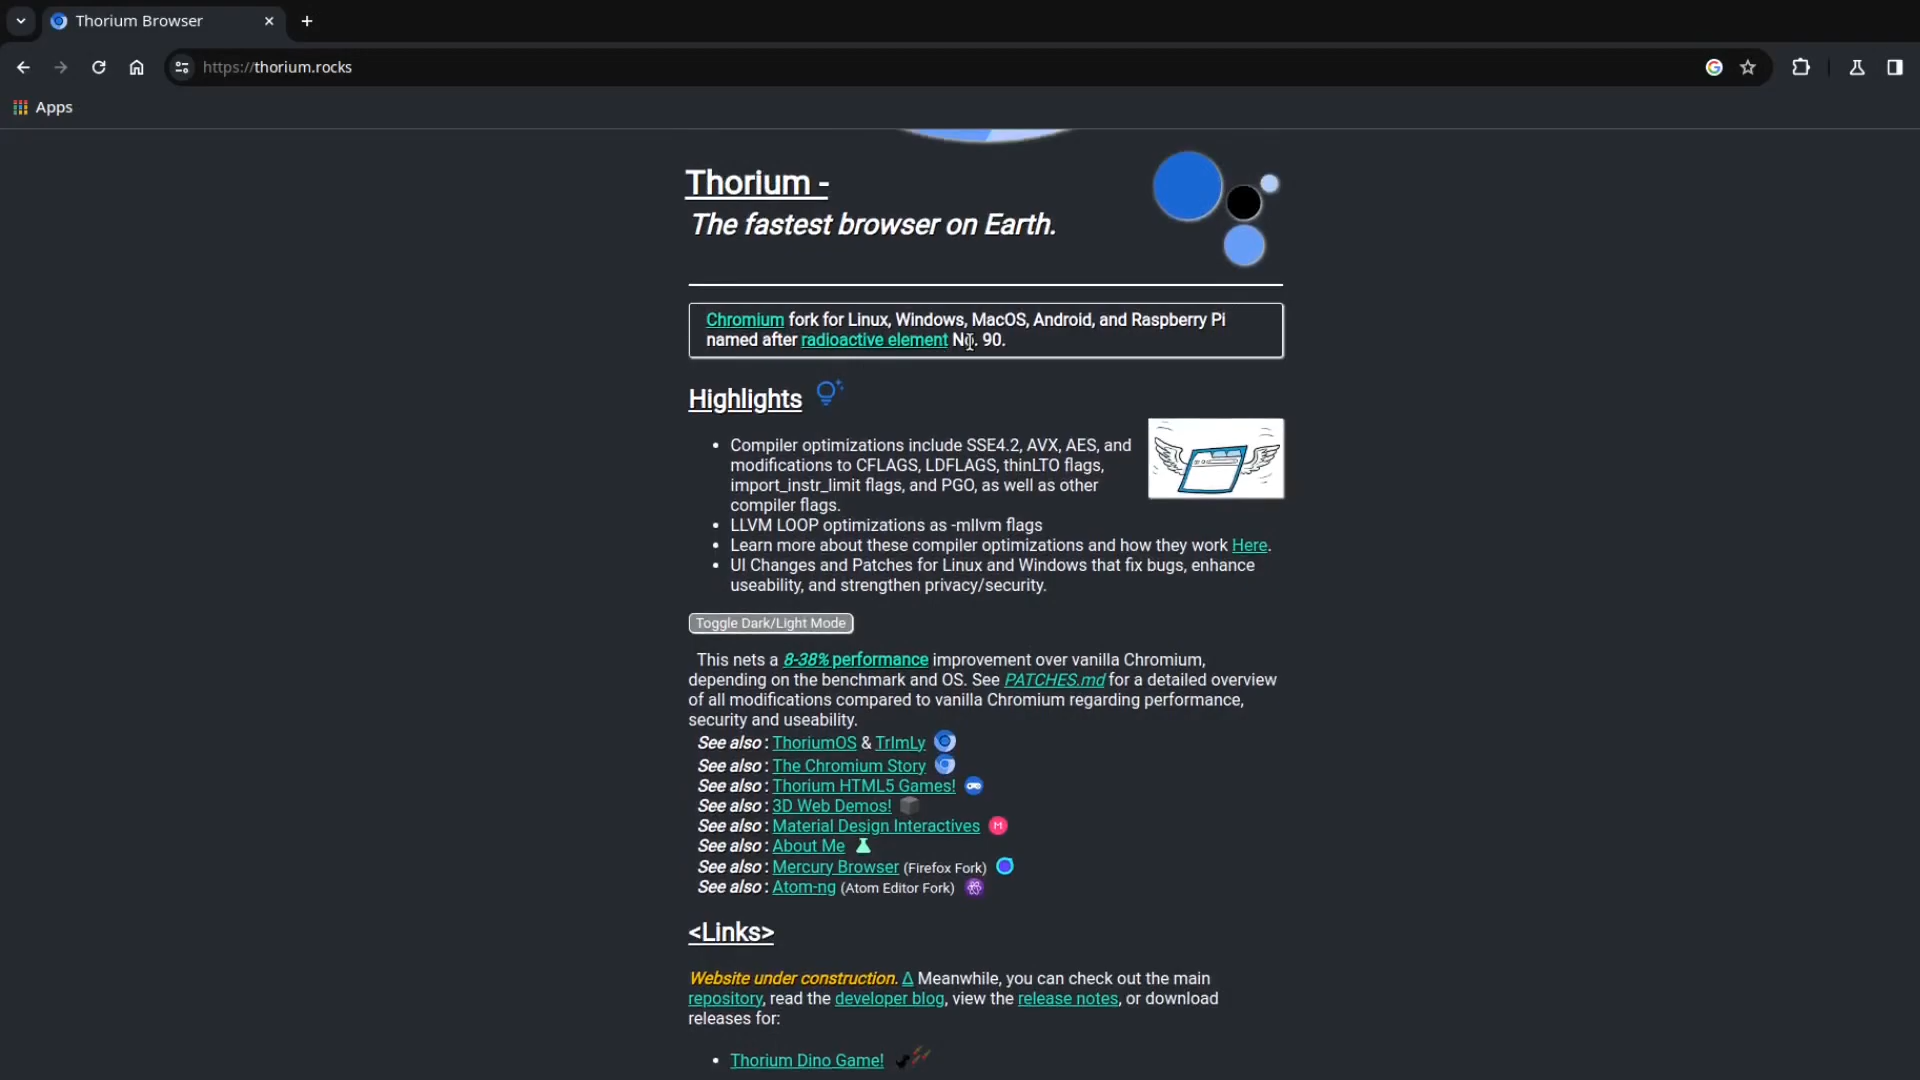 Thorium Browser
https://thorium.rocks
Apps
Thorium -
The fastest browser on Earth.
Chromium fork for Linux, Windows, MacOS, Android, and Raspberry Pi
named after radioactive element No. 90.
Highlights
• Compiler optimizations include SSE4.2, AVX, AES, and
modifications to CFLAGS, LDFLAGS, thinLTO flags,
import_instr_limit flags, and PGO, as well as other
compiler flags.
• LLVM LOOP optimizations as -mllvm flags
• Learn more about these compiler optimizations and how they work Here.
• UI Changes and Patches for Linux and Windows that fix bugs, enhance
useability, and strengthen privacy/security.
Toggle Dark/Light Mode
This nets a 8-38% performance improvement over vanilla Chromium,
depending on the benchmark and OS. See PATCHES.md for a detailed overview
of all modifications compared to vanilla Chromium regarding performance,
security and useability.
See also : ThoriumOS & TrImLy
See also : The Chromium Story
See also : Thorium HTML5 Games!
See also : 3D Web Demos!
See also : Material Design Interactives
See also : About Me
See also : Mercury Browser (Firefox Fork)
See also : Atom-ng (Atom Editor Fork)
<Links>
Website under construction. Δ Meanwhile, you can check out the main
repository, read the developer blog, view the release notes, or download
releases for:
• Thorium Dino Game!